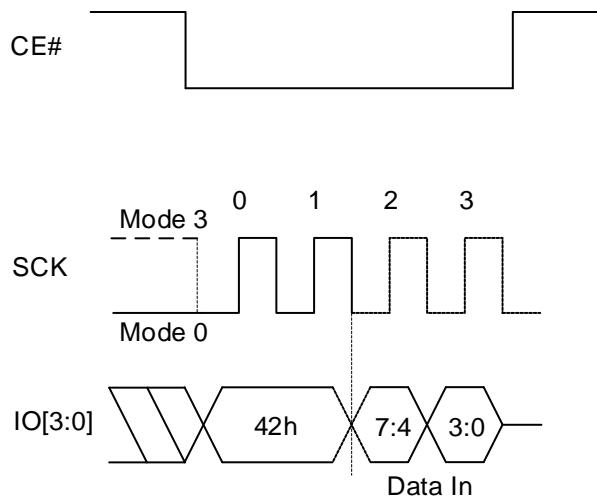 CE#
0 1 2 3
Mode 3
SCK
Mode 0
IO[3:0] 42h 7:4 3:0
Data In